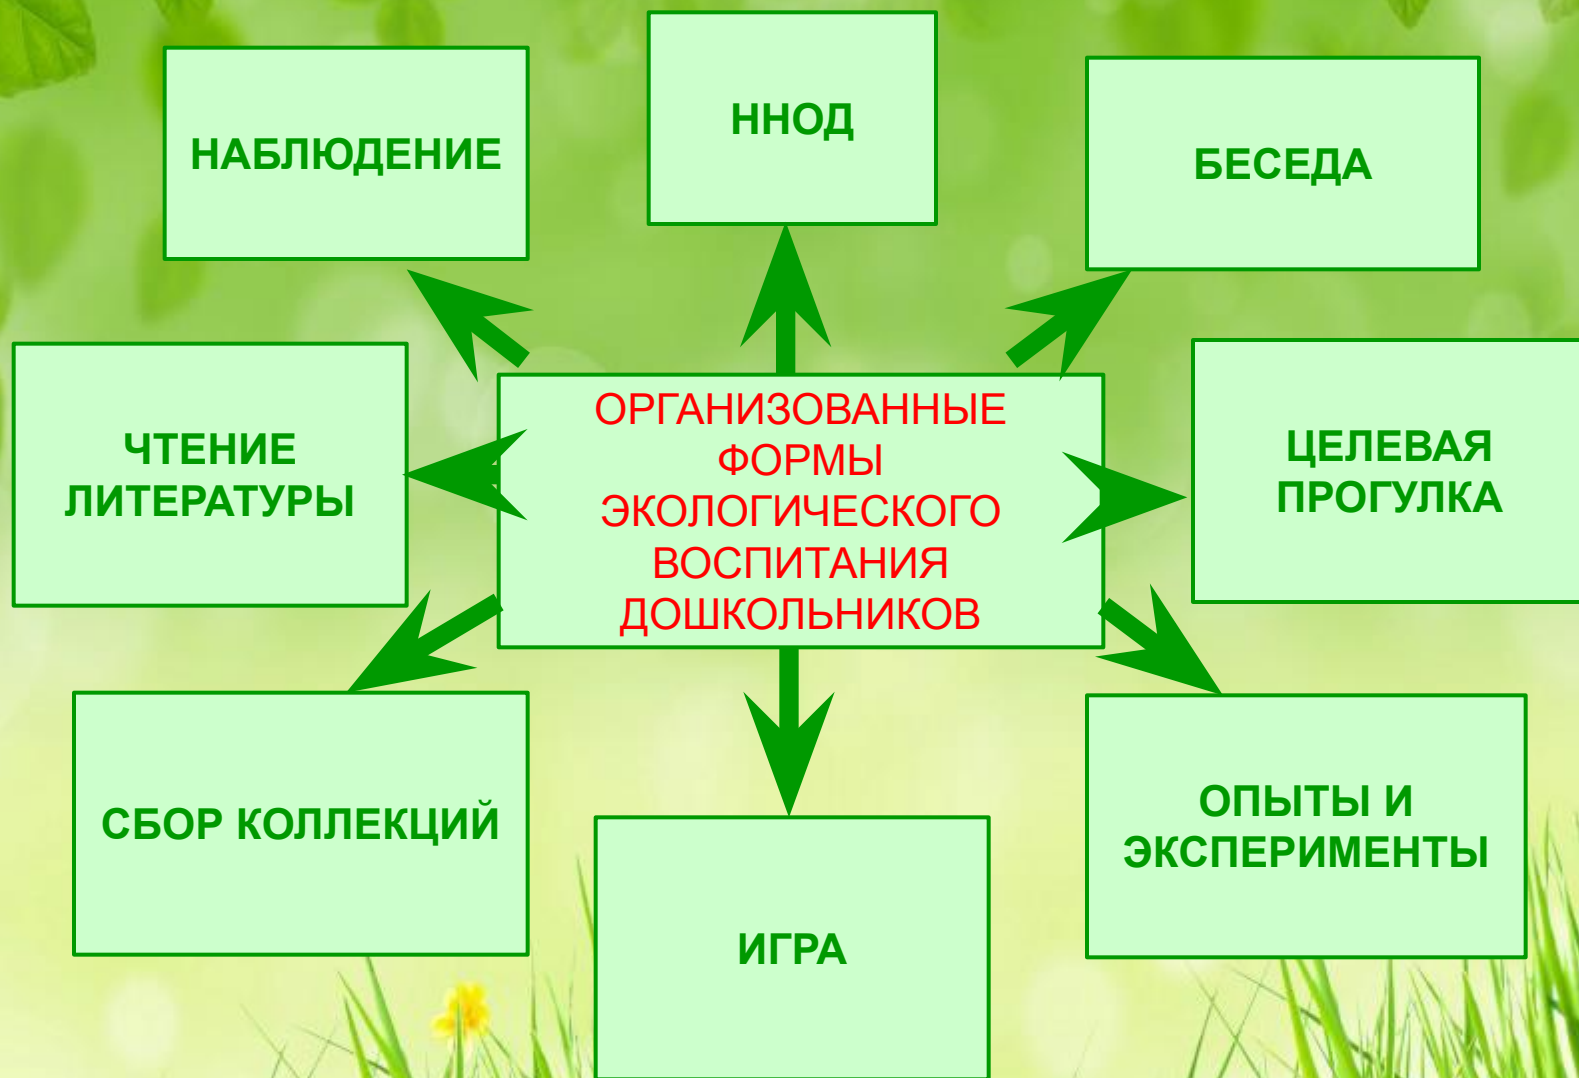 НАБЛЮДЕНИЕ
ННОД
БЕСЕДА
ЧТЕНИЕ
ЛИТЕРАТУРЫ
ОРГАНИЗОВАННЫЕ
ФОРМЫ
ЭКОЛОГИЧЕСКОГО
ВОСПИТАНИЯ
ДОШКОЛЬНИКОВ
ЦЕЛЕВАЯ
ПРОГУЛКА
СБОР КОЛЛЕКЦИЙ
ИГРА
ОПЫТЫ И
ЭКСПЕРИМЕНТЫ